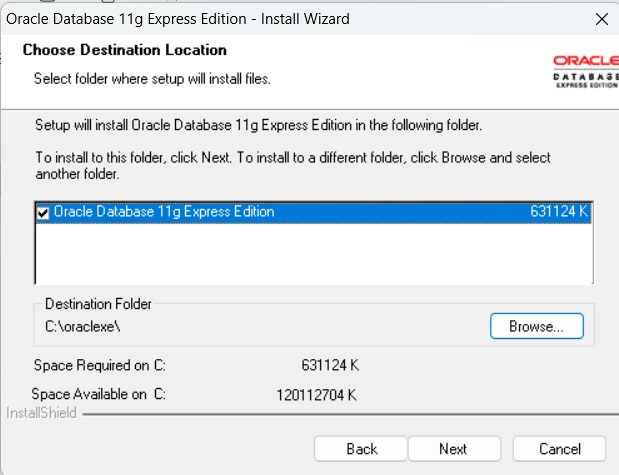 Oracle Database 11g Express Edition - Install Wizard
Choose Destination Location
Select folder where setup will install files.
ORACLE
DATABASE
EXPRESS EDITION
Setup will install Oracle Database 11g Express Edition in the following folder.
To install to this folder, click Next. To install to a different folder, click Browse and select
another folder.
Oracle Database 11g Express Edition 631124 K
Destination Folder
C:\oraclexe\
Browse...
Space Required on C: 631124 K
Space Available on C: 120112704 K
InstallShield
Back Next Cancel